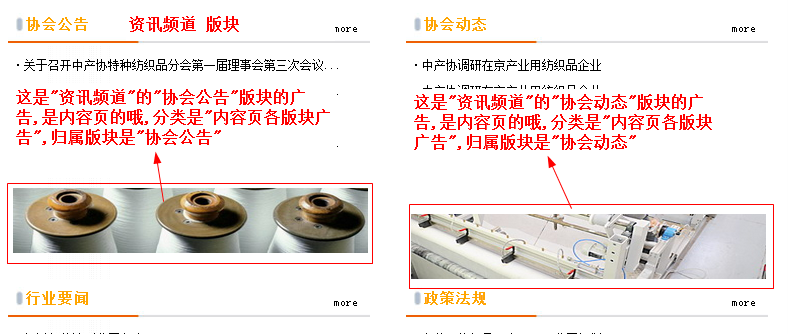 协会公告 资讯频道 版块 more
· 关于召开中产协特种纺织品分会第一届理事会第三次会议...
这是"资讯频道"的"协会公告"版块的广
告,是内容页的哦,分类是"内容页各版块广
告",归属版块是"协会公告"
行业要闻 more
协会动态 more
· 中产协调研在京产业用纺织品企业
这是"资讯频道"的"协会动态"版块的广
告,是内容页的哦,分类是"内容页各版块
广告",归属版块是"协会动态"
政策法规 more